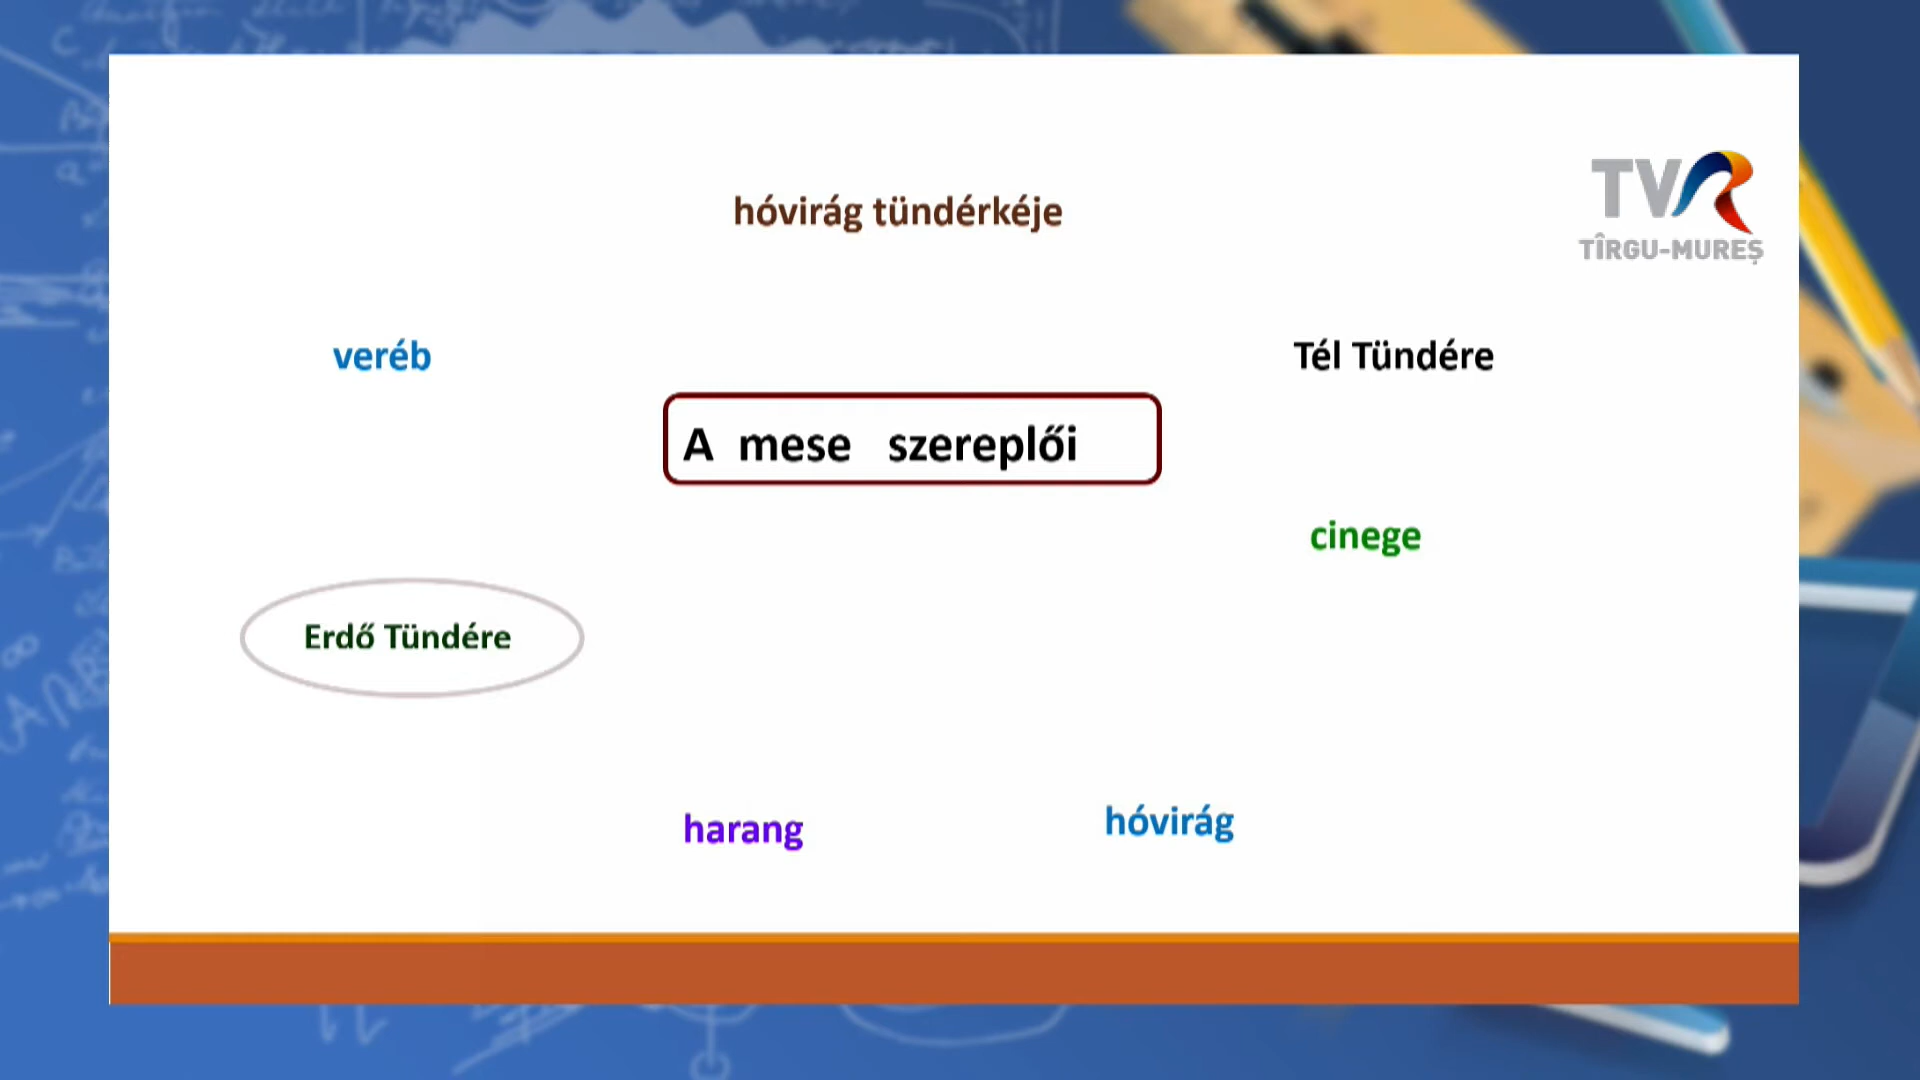 hóvirág tündérkéje
TVR
TÎRGU-MUREȘ
veréb
Tél Tündére
A mese szereplői
cinege
Erdő Tündére
harang
hóvirág